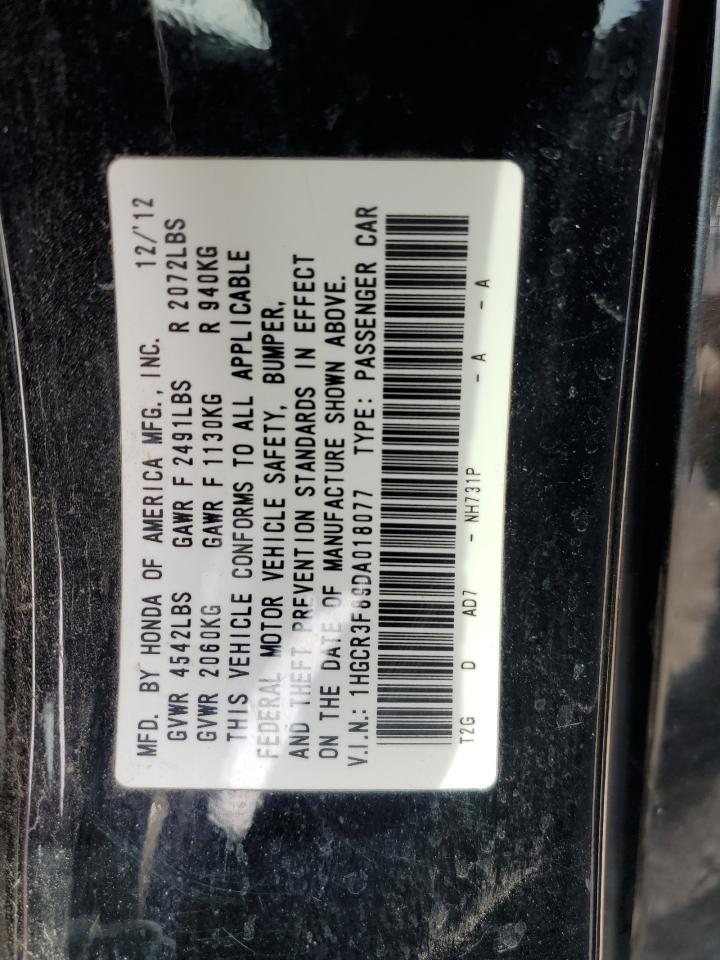 MFD. BY HONDA OF AMERICA MFG., INC. 12/'12
GVWR 4542LBS GAWR F 2491LBS R 2072LBS
GVWR 2060KG GAWR F 1130KG R 940KG
THIS VEHICLE CONFORMS TO ALL APPLICABLE
FEDERAL MOTOR VEHICLE SAFETY, BUMPER,
AND THEFT PREVENTION STANDARDS IN EFFECT
ON THE DATE OF MANUFACTURE SHOWN ABOVE.
V.I.N.: 1HGCR3F89DA018077 TYPE: PASSENGER CAR
T2G D AD7 - NH731P - A - A